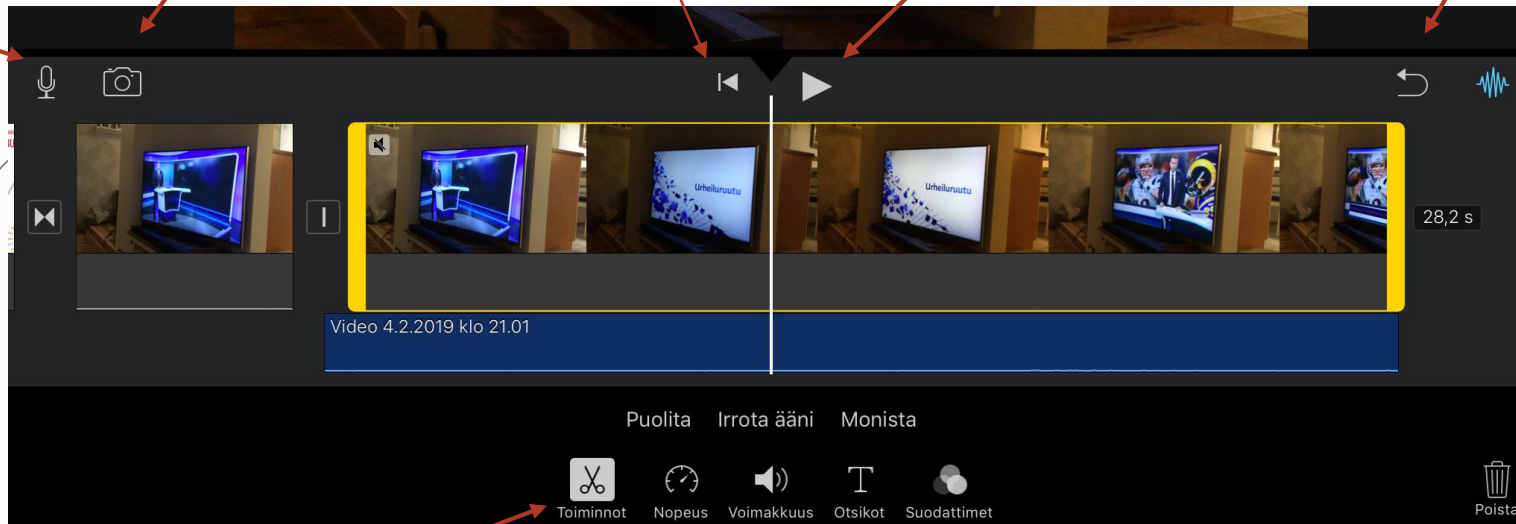 Urheiluruutu
Urheiluruutu
28,2 s
Video 4.2.2019 klo 21.01
Puolita Irrota ääni Monista
Toiminnot Nopeus Voimakkuus Otsikot Suodattimet
Poista